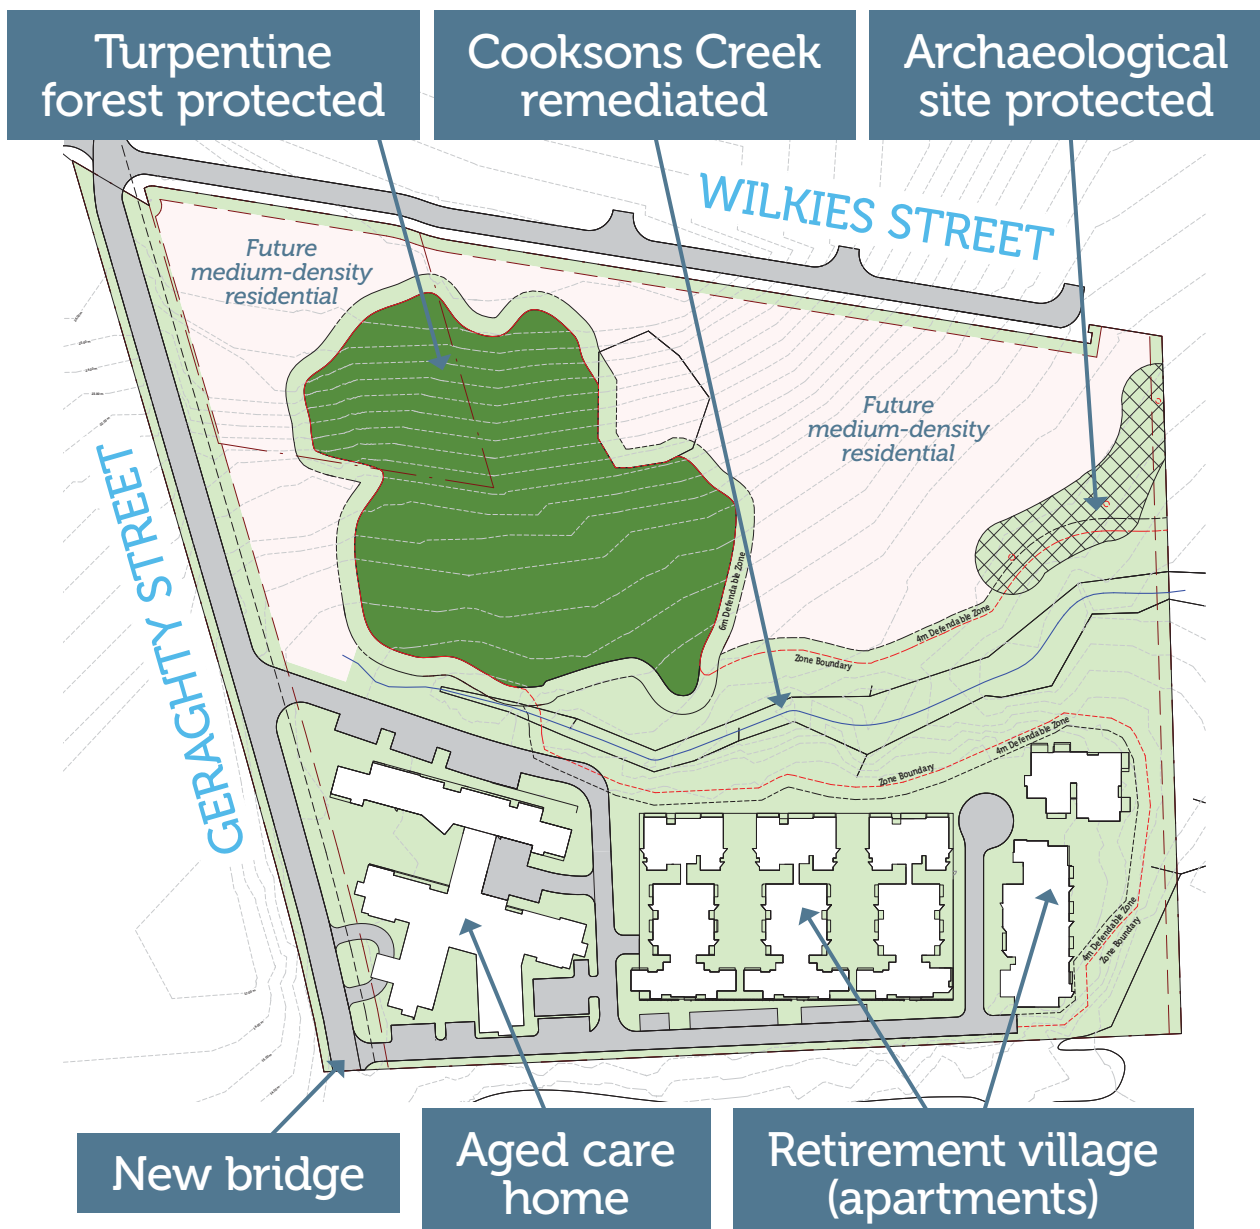 Turpentine
forest protected
Cooksons Creek
remediated
Archaeological
site protected
WILKIES STREET
Future
medium-density
residential
Future
medium-density
residential
GERAGHTY STREET
6m Defendable Zone
4m Defendable Zone
Zone Boundary
4m Defendable Zone
Zone Boundary
4m Defendable Zone
Zone Boundary
New bridge
Aged care
home
Retirement village
(apartments)